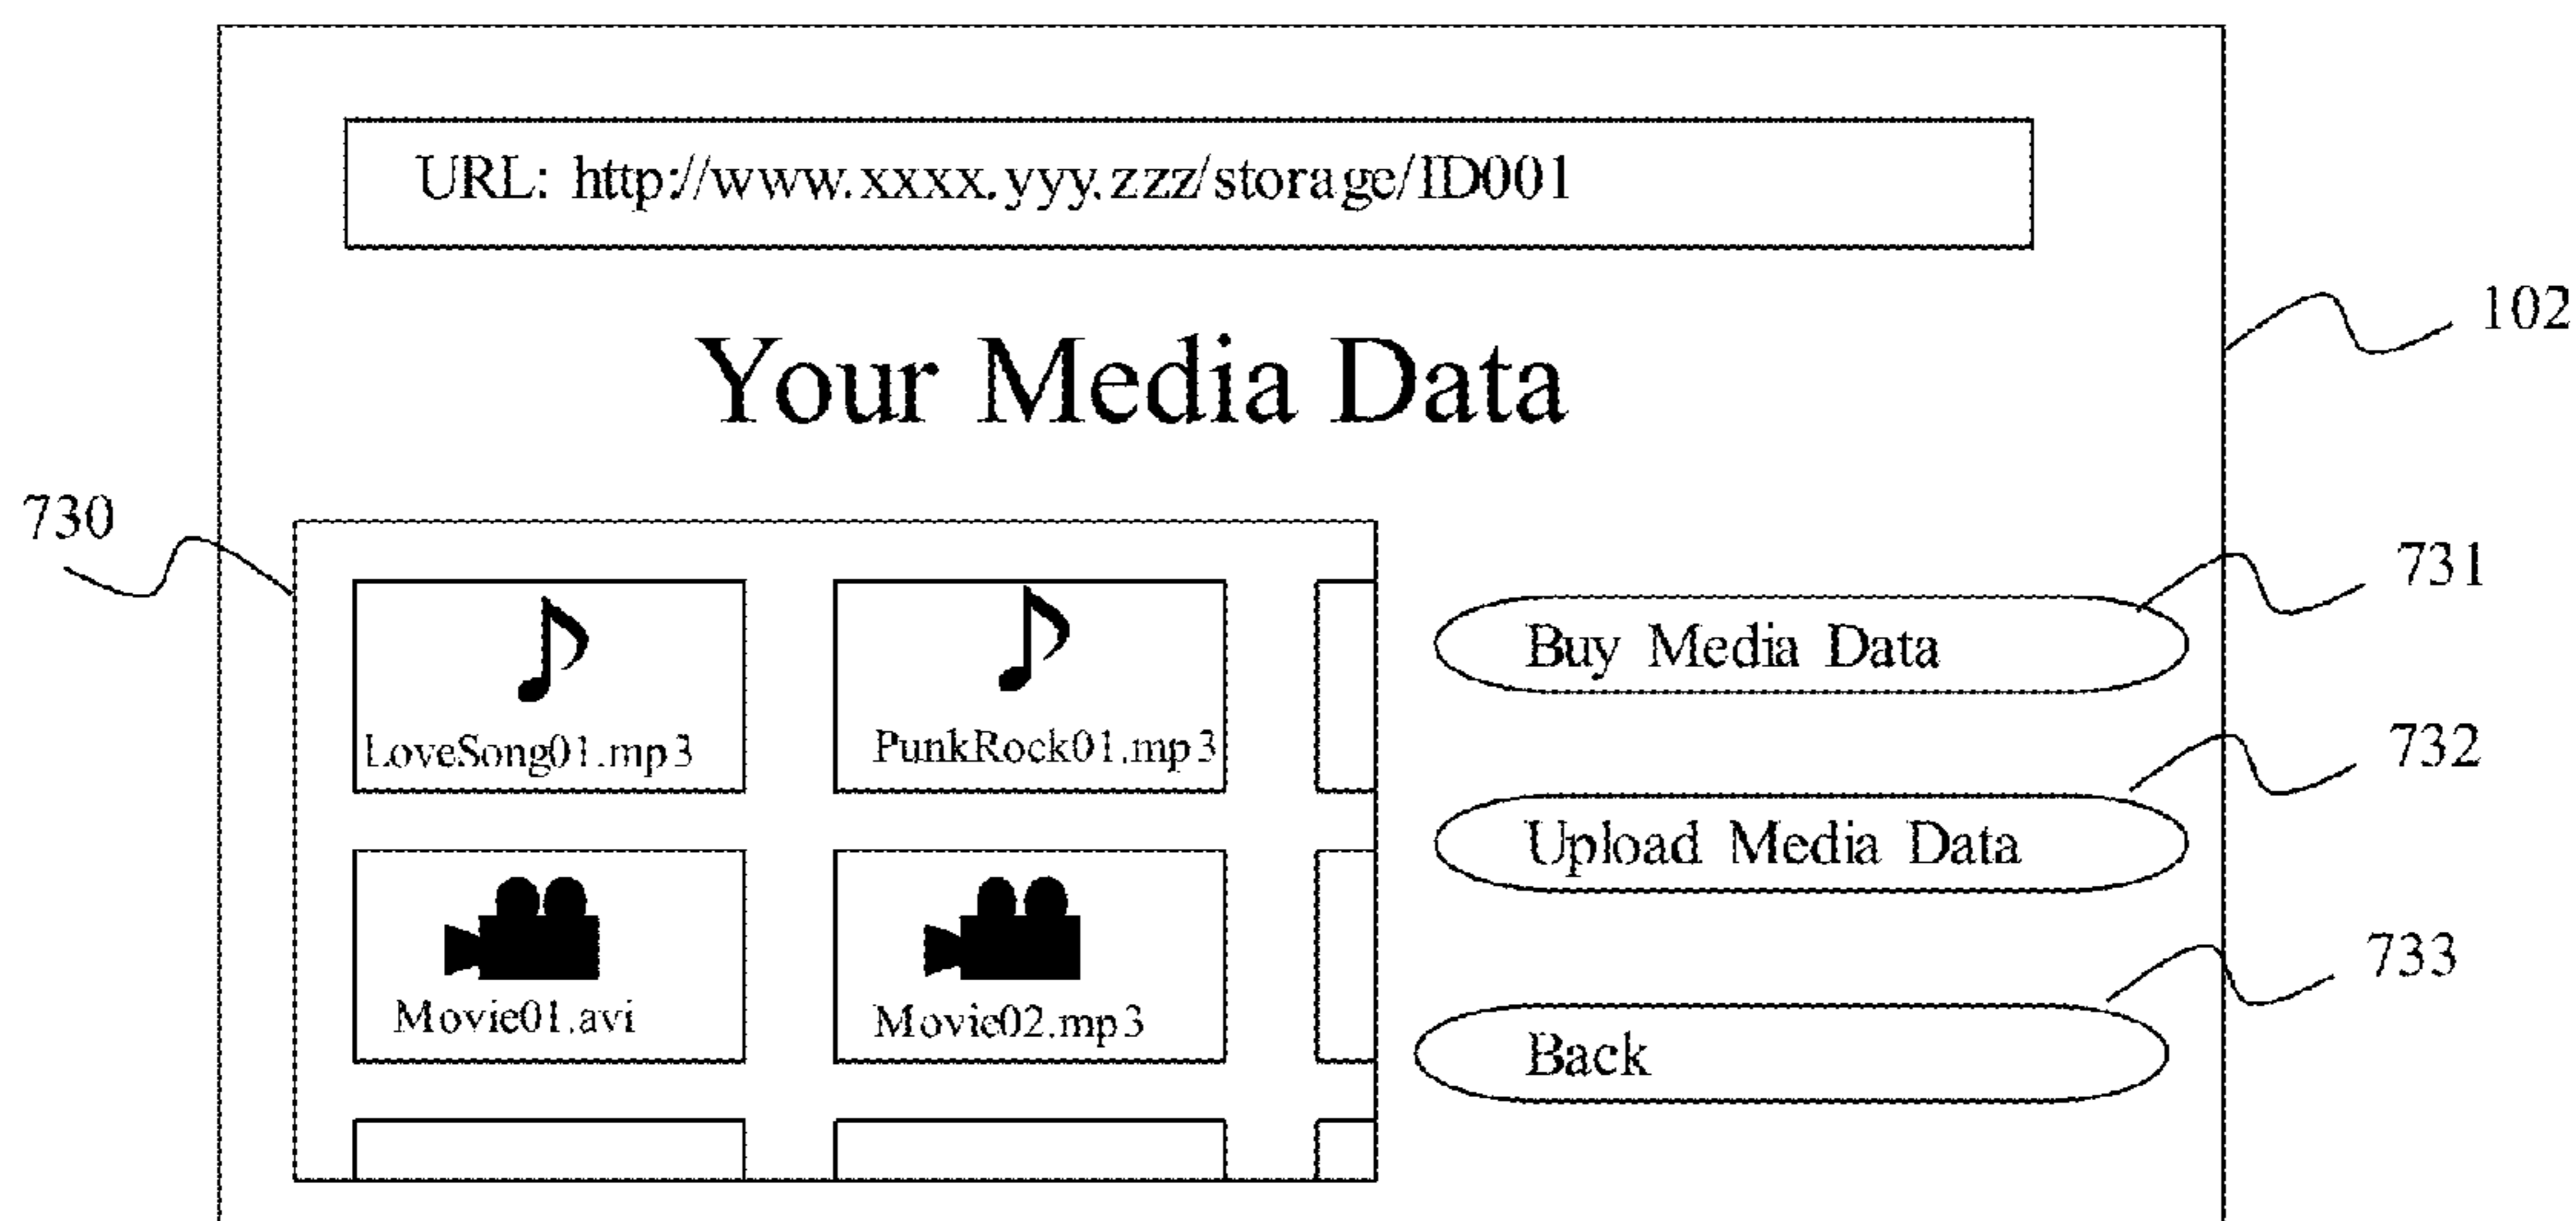 URL: http://www.xxxx.yyy.zzz/storage/ID001
102
Your Media Data
730
LoveSong01.mp3
PunkRock01.mp3
Movie01.avi
Movie02.mp3
731
Buy Media Data
732
Upload Media Data
733
Back